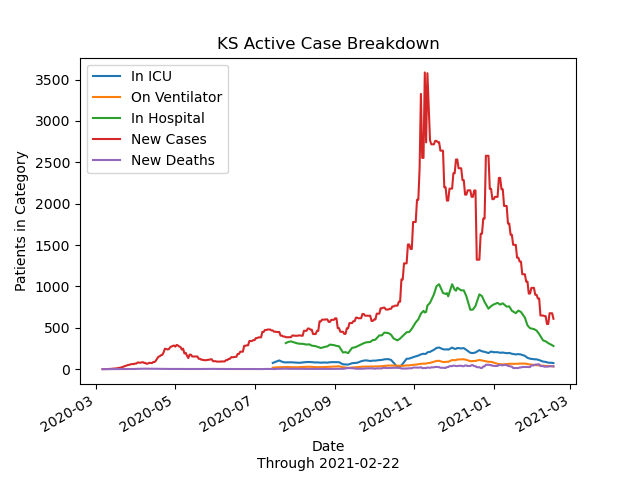 KS Active Case Breakdown
In ICU
On Ventilator
In Hospital
New Cases
New Deaths
Patients in Category
3500
3000
2500
2000
1500
1000
500
0
2020-03
2020-05
2020-07
2020-09
2020-11
2021-01
2021-03
Date
Through 2021-02-22